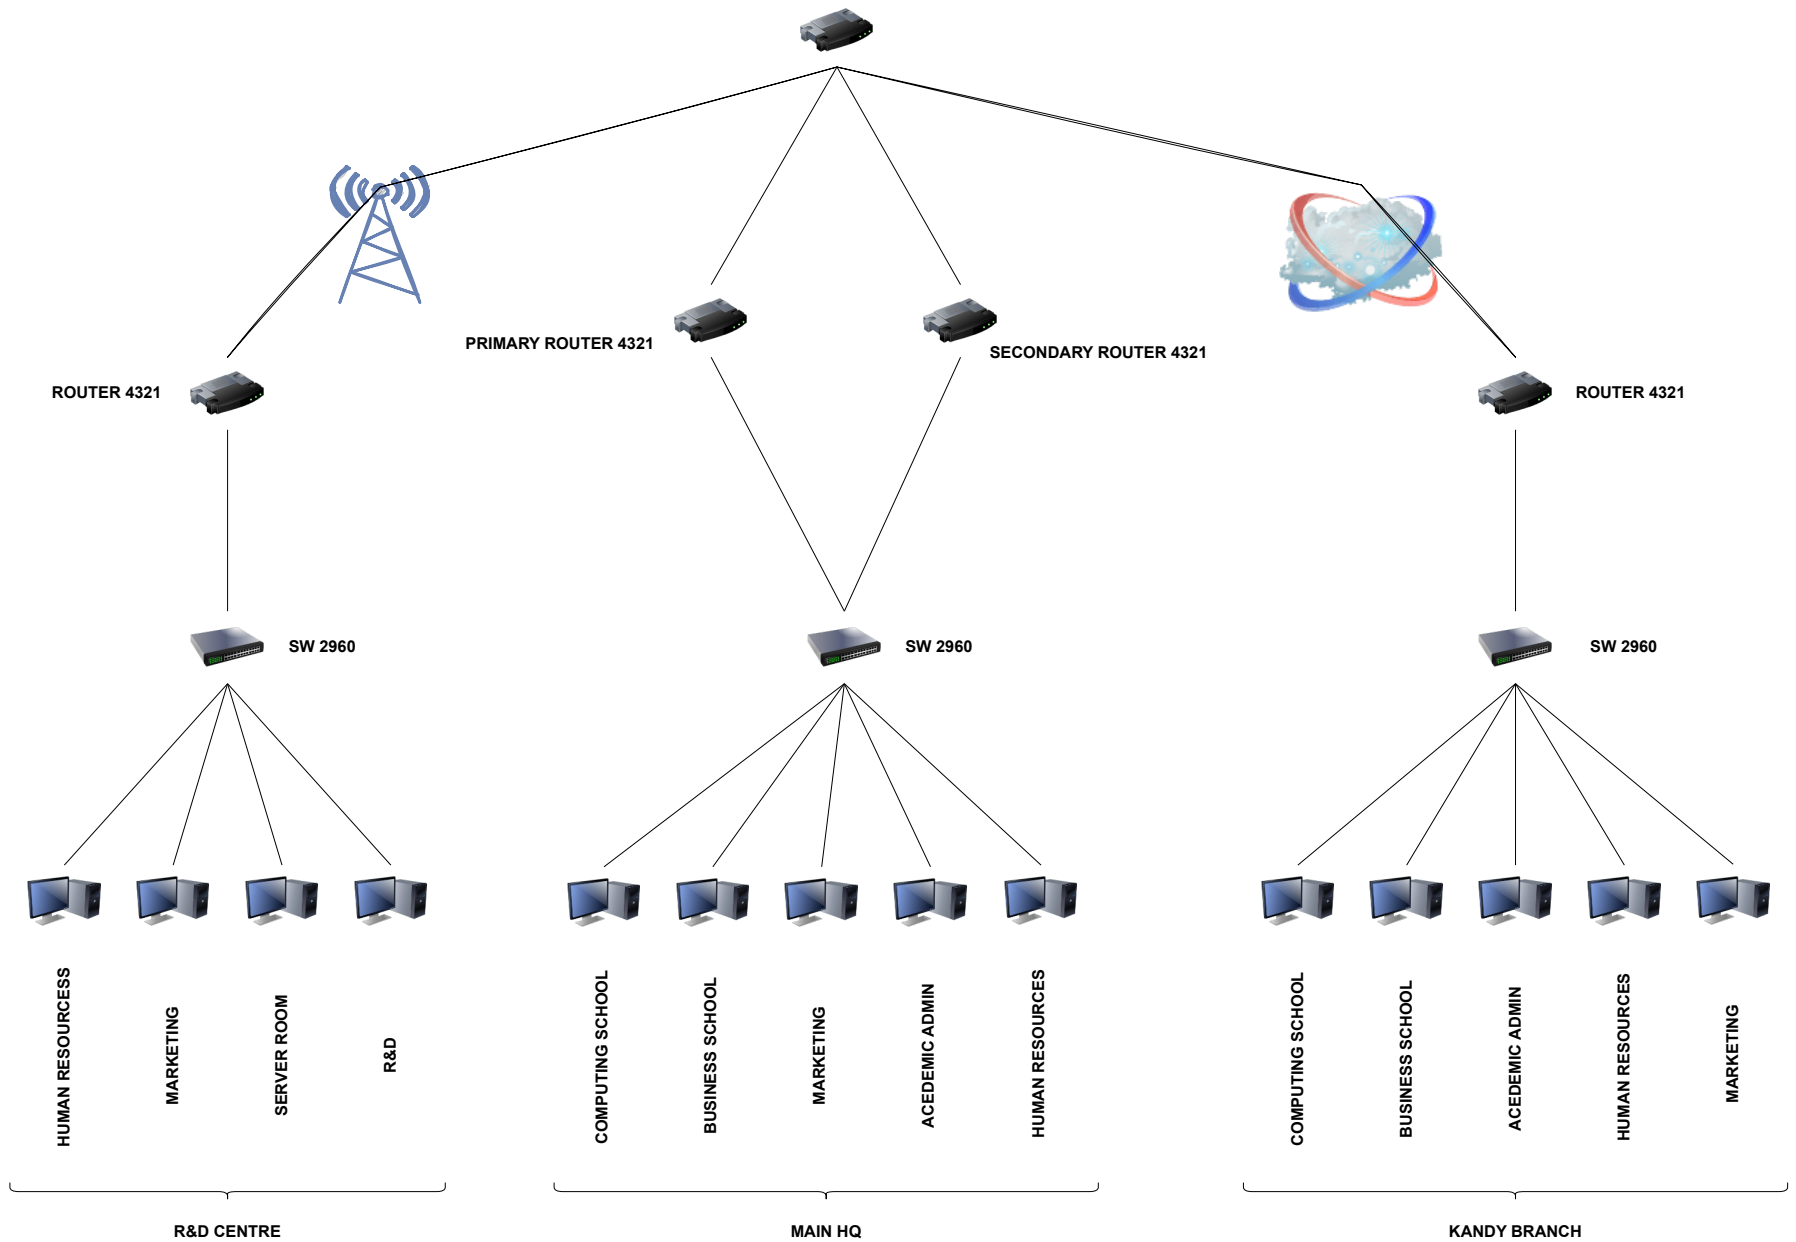 PRIMARY ROUTER 4321
SECONDARY ROUTER 4321
ROUTER 4321
ROUTER 4321
SW 2960
SW 2960
SW 2960
HUMAN RESOURCESS
MARKETING
SERVER ROOM
R&D
COMPUTING SCHOOL
BUSINESS SCHOOL
MARKETING
ACEDEMIC ADMIN
HUMAN RESOURCES
COMPUTING SCHOOL
BUSINESS SCHOOL
ACEDEMIC ADMIN
HUMAN RESOURCES
MARKETING
R&D CENTRE
MAIN HQ
KANDY BRANCH